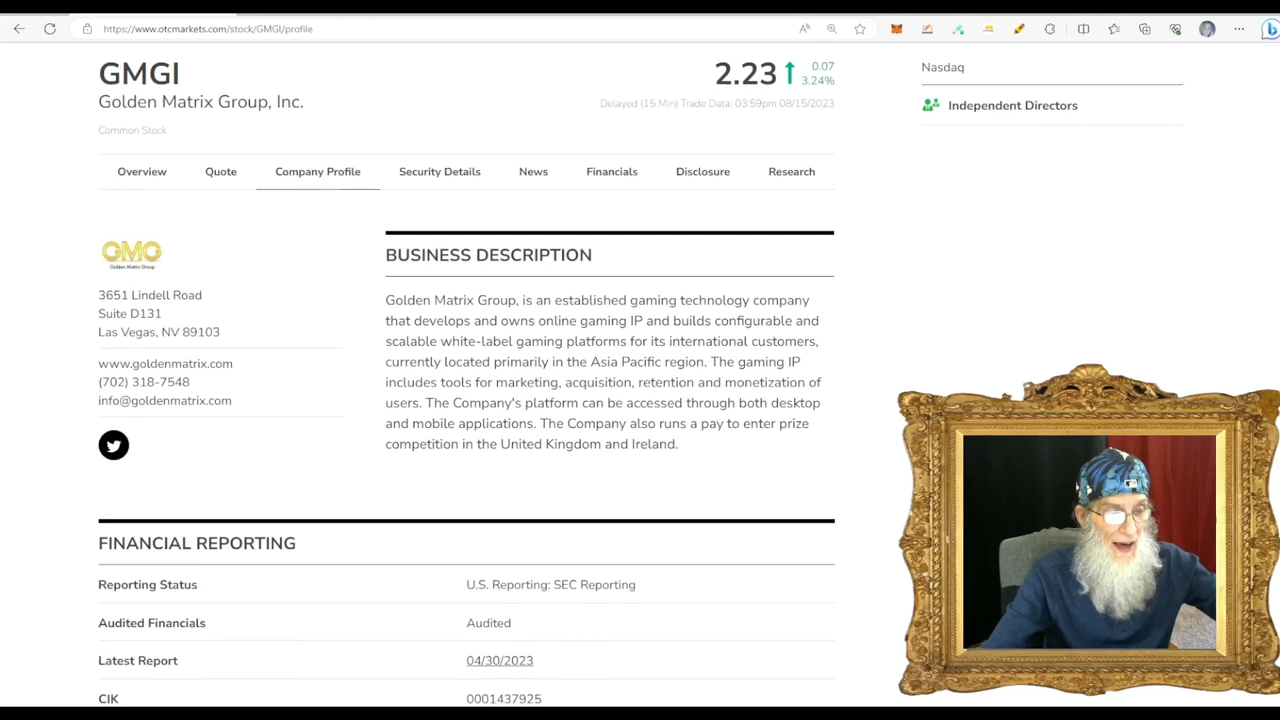 https://www.otcmarkets.com/stock/GMGI/profile
GMGI
2.23
0.07
3.24%
Golden Matrix Group, Inc.
Delayed (15 Min) Trade Data: 03:59pm 08/15/2023
Common Stock
Nasdaq
Independent Directors
Overview
Quote
Company Profile
Security Details
News
Financials
Disclosure
Research
GMG
Golden Matrix Group
3651 Lindell Road
Suite D131
Las Vegas, NV 89103
www.goldenmatrix.com
(702) 318-7548
info@goldenmatrix.com
BUSINESS DESCRIPTION
Golden Matrix Group, is an established gaming technology company
that develops and owns online gaming IP and builds configurable and
scalable white-label gaming platforms for its international customers,
currently located primarily in the Asia Pacific region. The gaming IP
includes tools for marketing, acquisition, retention and monetization of
users. The Company's platform can be accessed through both desktop
and mobile applications. The Company also runs a pay to enter prize
competition in the United Kingdom and Ireland.
FINANCIAL REPORTING
Reporting Status
U.S. Reporting: SEC Reporting
Audited Financials
Audited
Latest Report
04/30/2023
CIK
0001437925